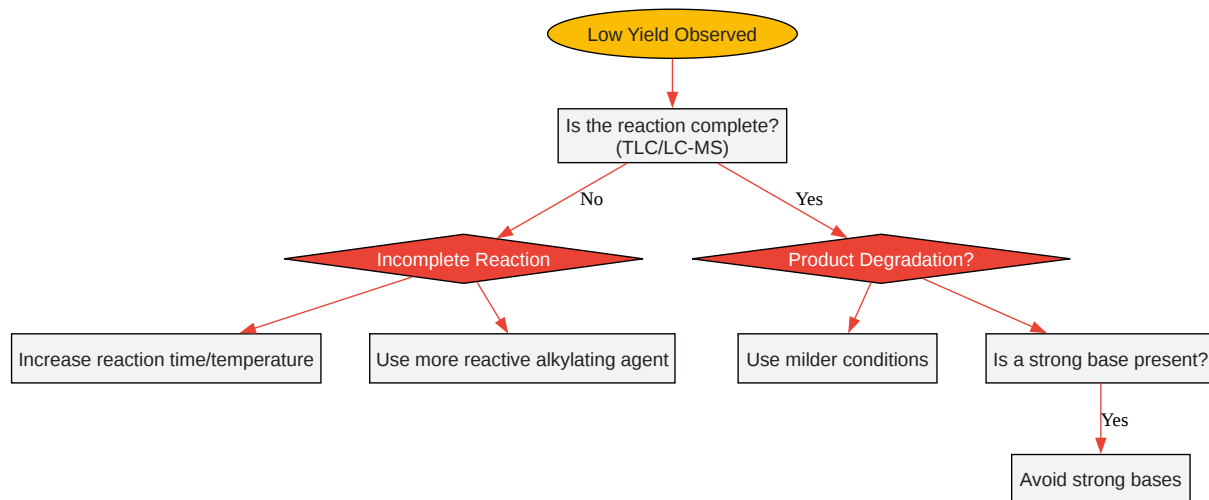 Low Yield Observed
Is the reaction complete?
(TLC/LC-MS)
No
Yes
Incomplete Reaction
Product Degradation?
Increase reaction time/temperature
Use more reactive alkylating agent
Use milder conditions
Is a strong base present?
Yes
Avoid strong bases